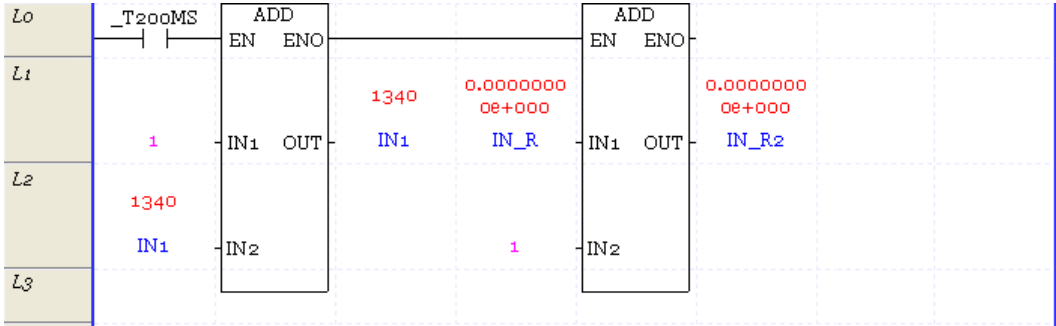 L0 _T200MS ADD ADD
EN ENO EN ENO
L1
1340 0.0000000 0.0000000
0e+000 0e+000
1 IN1 OUT IN1 IN_R IN1 OUT IN_R2
L2
1340
IN1 IN2 1 IN2
L3